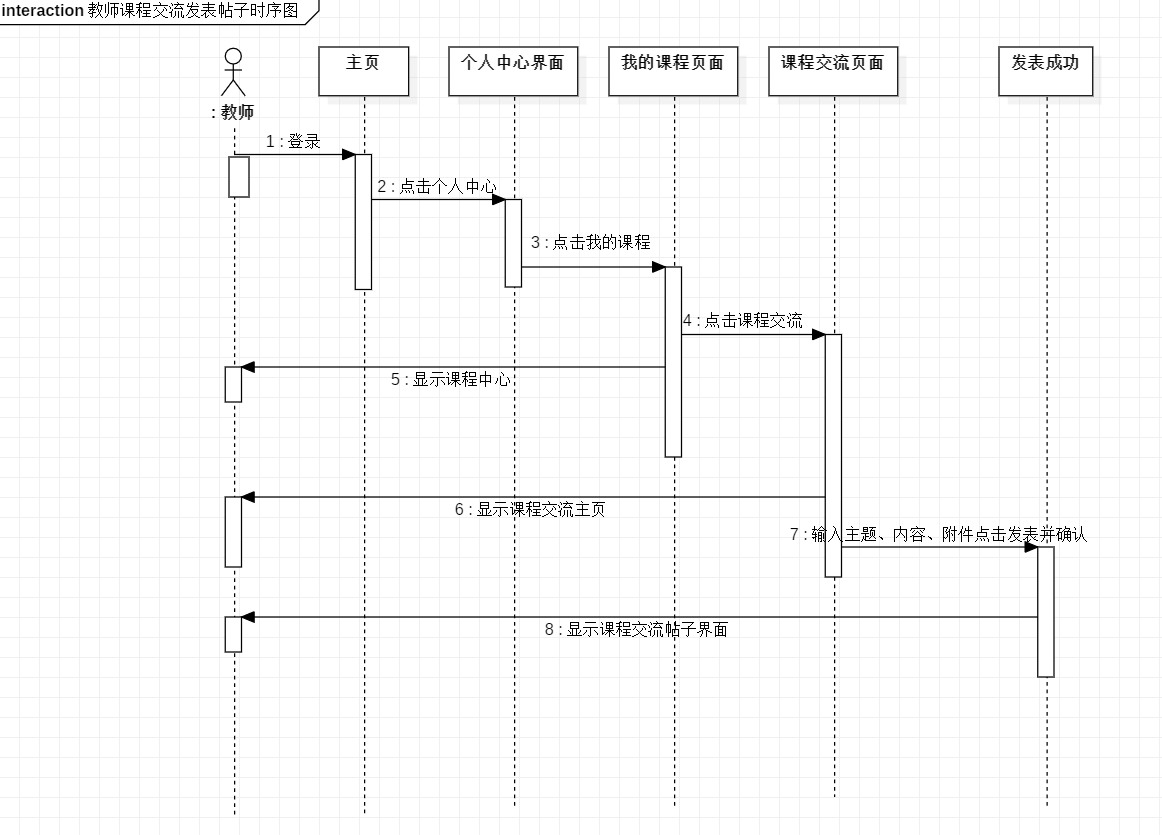 interaction 教师课程交流发表帖子时序图
主页
个人中心界面
我的课程页面
课程交流页面
发表成功
: 教师
1 : 登录
2 : 点击个人中心
3 : 点击我的课程
4 : 点击课程交流
5 : 显示课程中心
6 : 显示课程交流主页
7 : 输入主题、内容、附件点击发表并确认
8 : 显示课程交流帖子界面